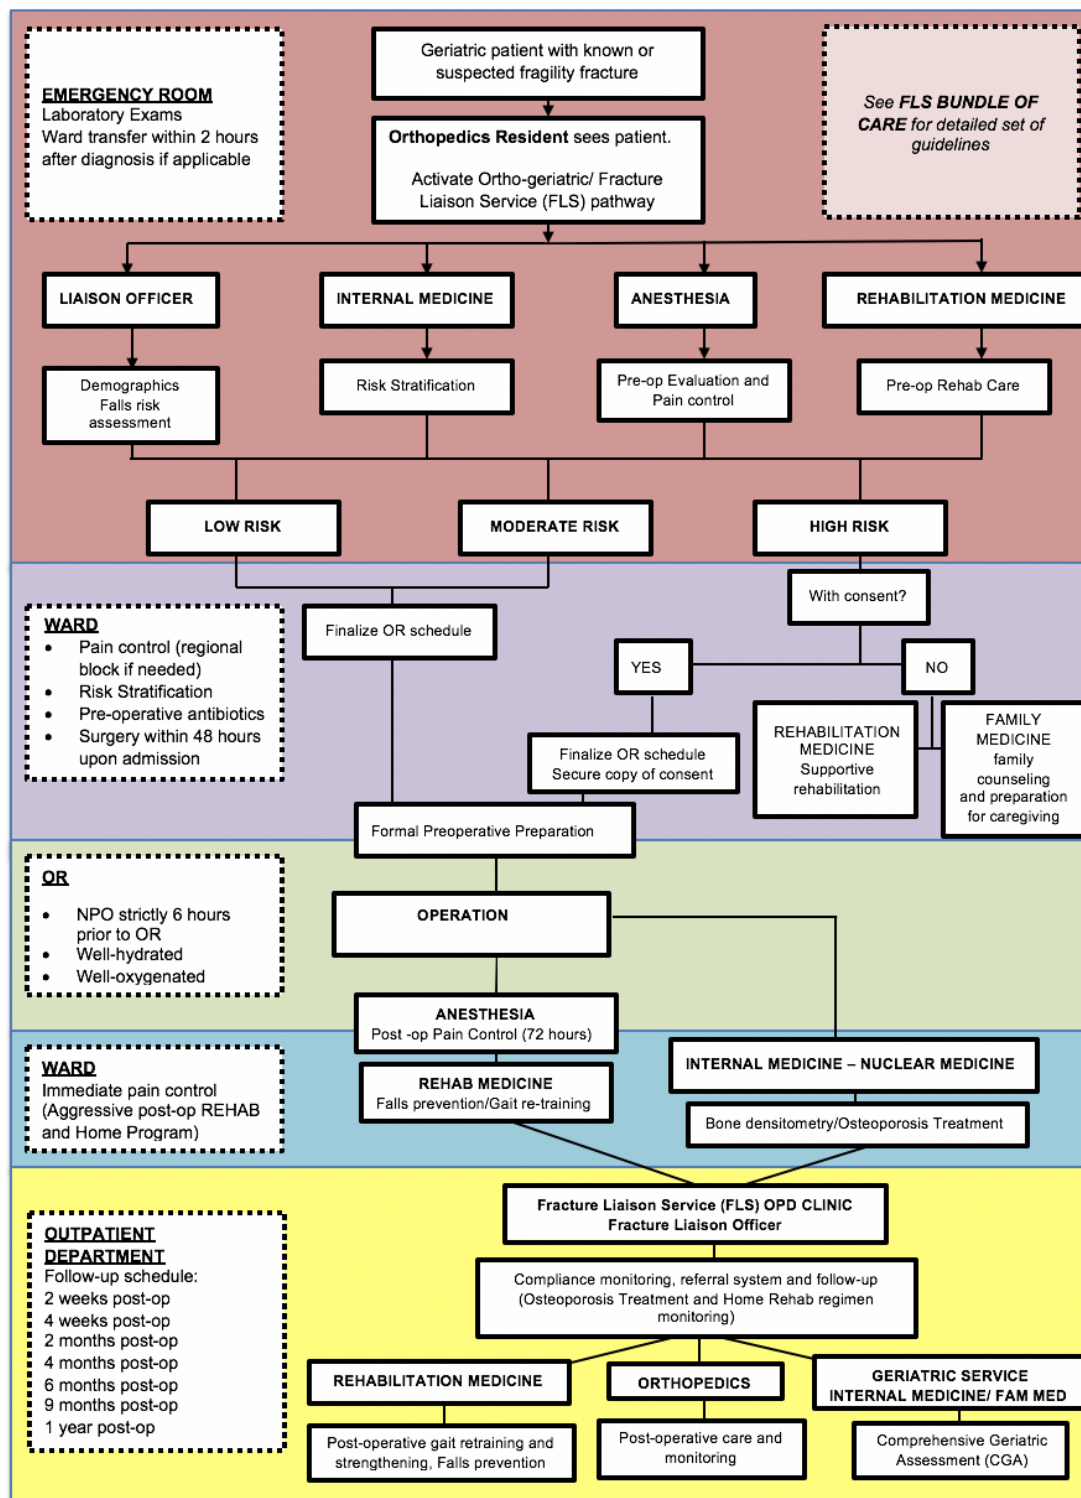 EMERGENCY ROOM
Laboratory Exams
Ward transfer within 2 hours
after diagnosis if applicable
Geriatric patient with known or
suspected fragility fracture
See FLS BUNDLE OF
CARE for detailed set of
guidelines
Orthopedics Resident sees patient.
Activate Ortho-geriatric/ Fracture
Liaison Service (FLS) pathway
LIAISON OFFICER
INTERNAL MEDICINE
ANESTHESIA
REHABILITATION MEDICINE
Demographics
Falls risk
assessment
Risk Stratification
Pre-op Evaluation and
Pain control
Pre-op Rehab Care
LOW RISK
MODERATE RISK
HIGH RISK
WARD
• Pain control (regional
block if needed)
• Risk Stratification
• Pre-operative antibiotics
• Surgery within 48 hours
upon admission
Finalize OR schedule
With consent?
YES
NO
Finalize OR schedule
Secure copy of consent
REHABILITATION
MEDICINE
Supportive
rehabilitation
FAMILY
MEDICINE
family
counseling
and preparation
for caregiving
Formal Preoperative Preparation
OR
• NPO strictly 6 hours
prior to OR
• Well-hydrated
• Well-oxygenated
OPERATION
ANESTHESIA
Post -op Pain Control (72 hours)
WARD
Immediate pain control
(Aggressive post-op REHAB
and Home Program)
REHAB MEDICINE
Falls prevention/Gait re-training
INTERNAL MEDICINE – NUCLEAR MEDICINE
Bone densitometry/Osteoporosis Treatment
OUTPATIENT
DEPARTMENT
Follow-up schedule:
2 weeks post-op
4 weeks post-op
2 months post-op
4 months post-op
6 months post-op
9 months post-op
1 year post-op
Fracture Liaison Service (FLS) OPD CLINIC
Fracture Liaison Officer
Compliance monitoring, referral system and follow-up
(Osteoporosis Treatment and Home Rehab regimen
monitoring)
REHABILITATION MEDICINE
ORTHOPEDICS
GERIATRIC SERVICE
INTERNAL MEDICINE/ FAM MED
Post-operative gait retraining and
strengthening, Falls prevention
Post-operative care and
monitoring
Comprehensive Geriatric
Assessment (CGA)